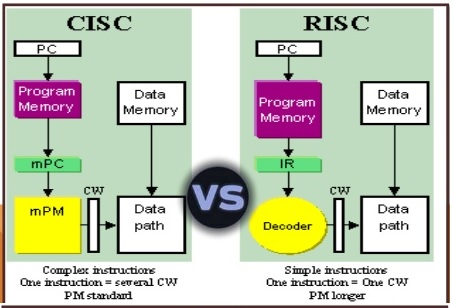 CISC
PC
Program
Memory
Data
Memory
mPC
mPM
CW
Data
path
Complex instructions
One instruction = several CW
PM standard
VS
RISC
PC
Program
Memory
Data
Memory
IR
Decoder
CW
Data
path
Simple instructions
One instruction = One CW
PM longer